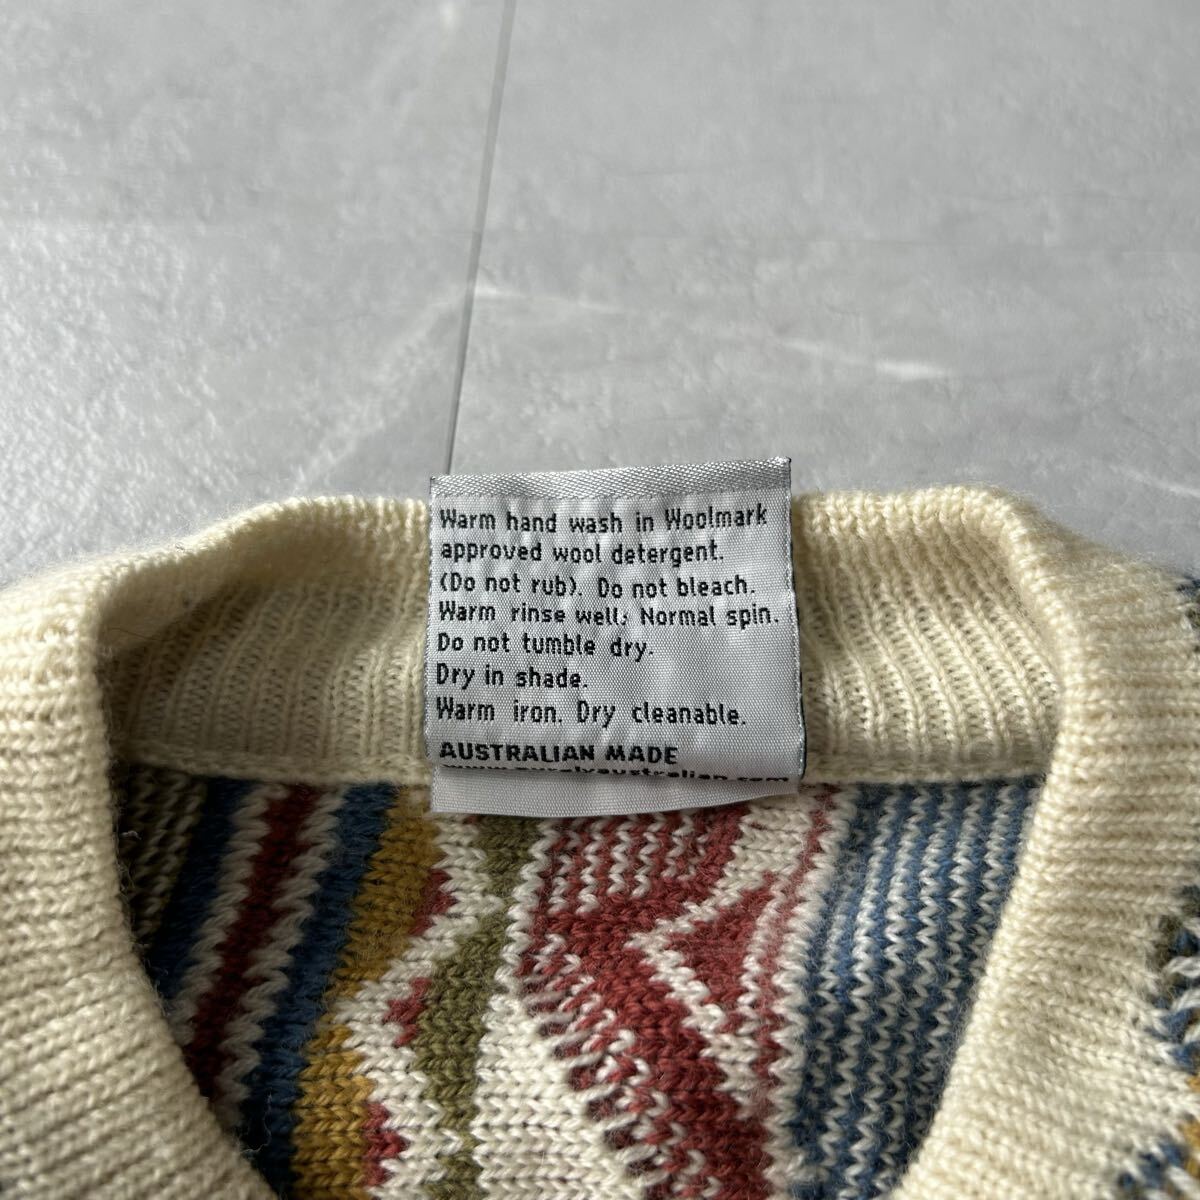 Warm hand wash in Woolmark
approved wool detergent.
(Do not rub). Do not bleach.
Warm rinse well; Normal spin.
Do not tumble dry.
Dry in shade.
Warm iron. Dry cleanable.
AUSTRALIAN MADE